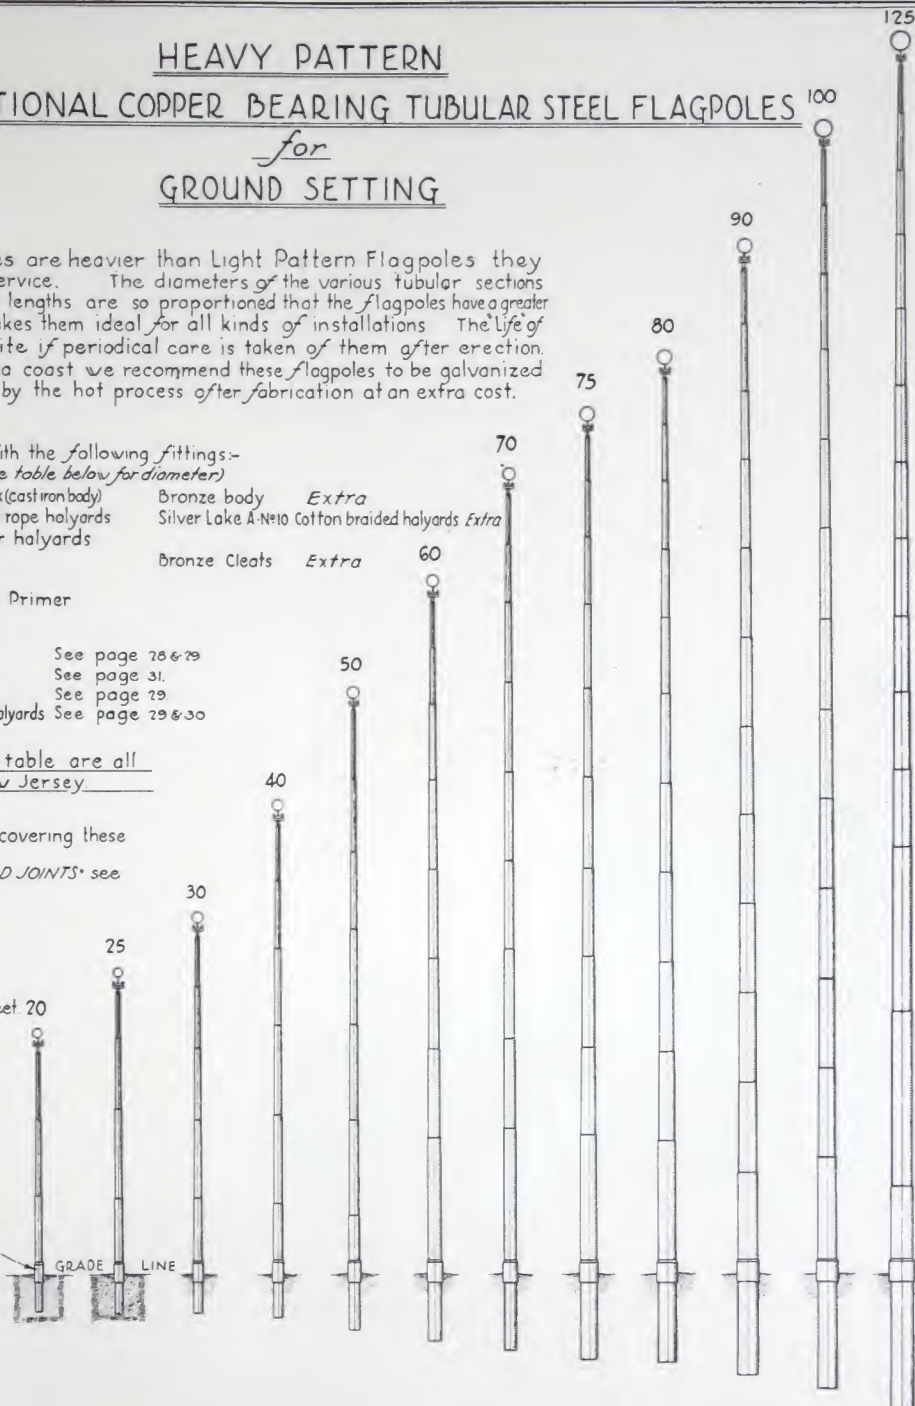 125
HEAVY PATTERN
TIONAL COPPER BEARING TUBULAR STEEL FLAGPOLES
100
for
GROUND SETTING
90
es are heavier than Light Pattern Flagpoles they
ervice. The diameters of the various tubular sections
lengths are so proportioned that the flagpoles have a greater
kes them ideal for all kinds of installations The "Life" of
ite if periodical care is taken of them after erection.
a coast we recommend these flagpoles to be galvanized
by the hot process after fabrication at an extra cost.
80
75
70
ith the following fittings:-
e table below for diameter)
k (cast iron body) Bronze body Extra
rope halyards Silver Lake A-No10 Cotton braided halyards Extra
r halyards
Bronze Cleats Extra
60
Primer
See page 28 & 29
See page 31.
See page 29
alyards See page 29 & 30
50
table are all
w Jersey
40
covering these
D JOINTS" see
30
25
eet 20
GRADE LINE